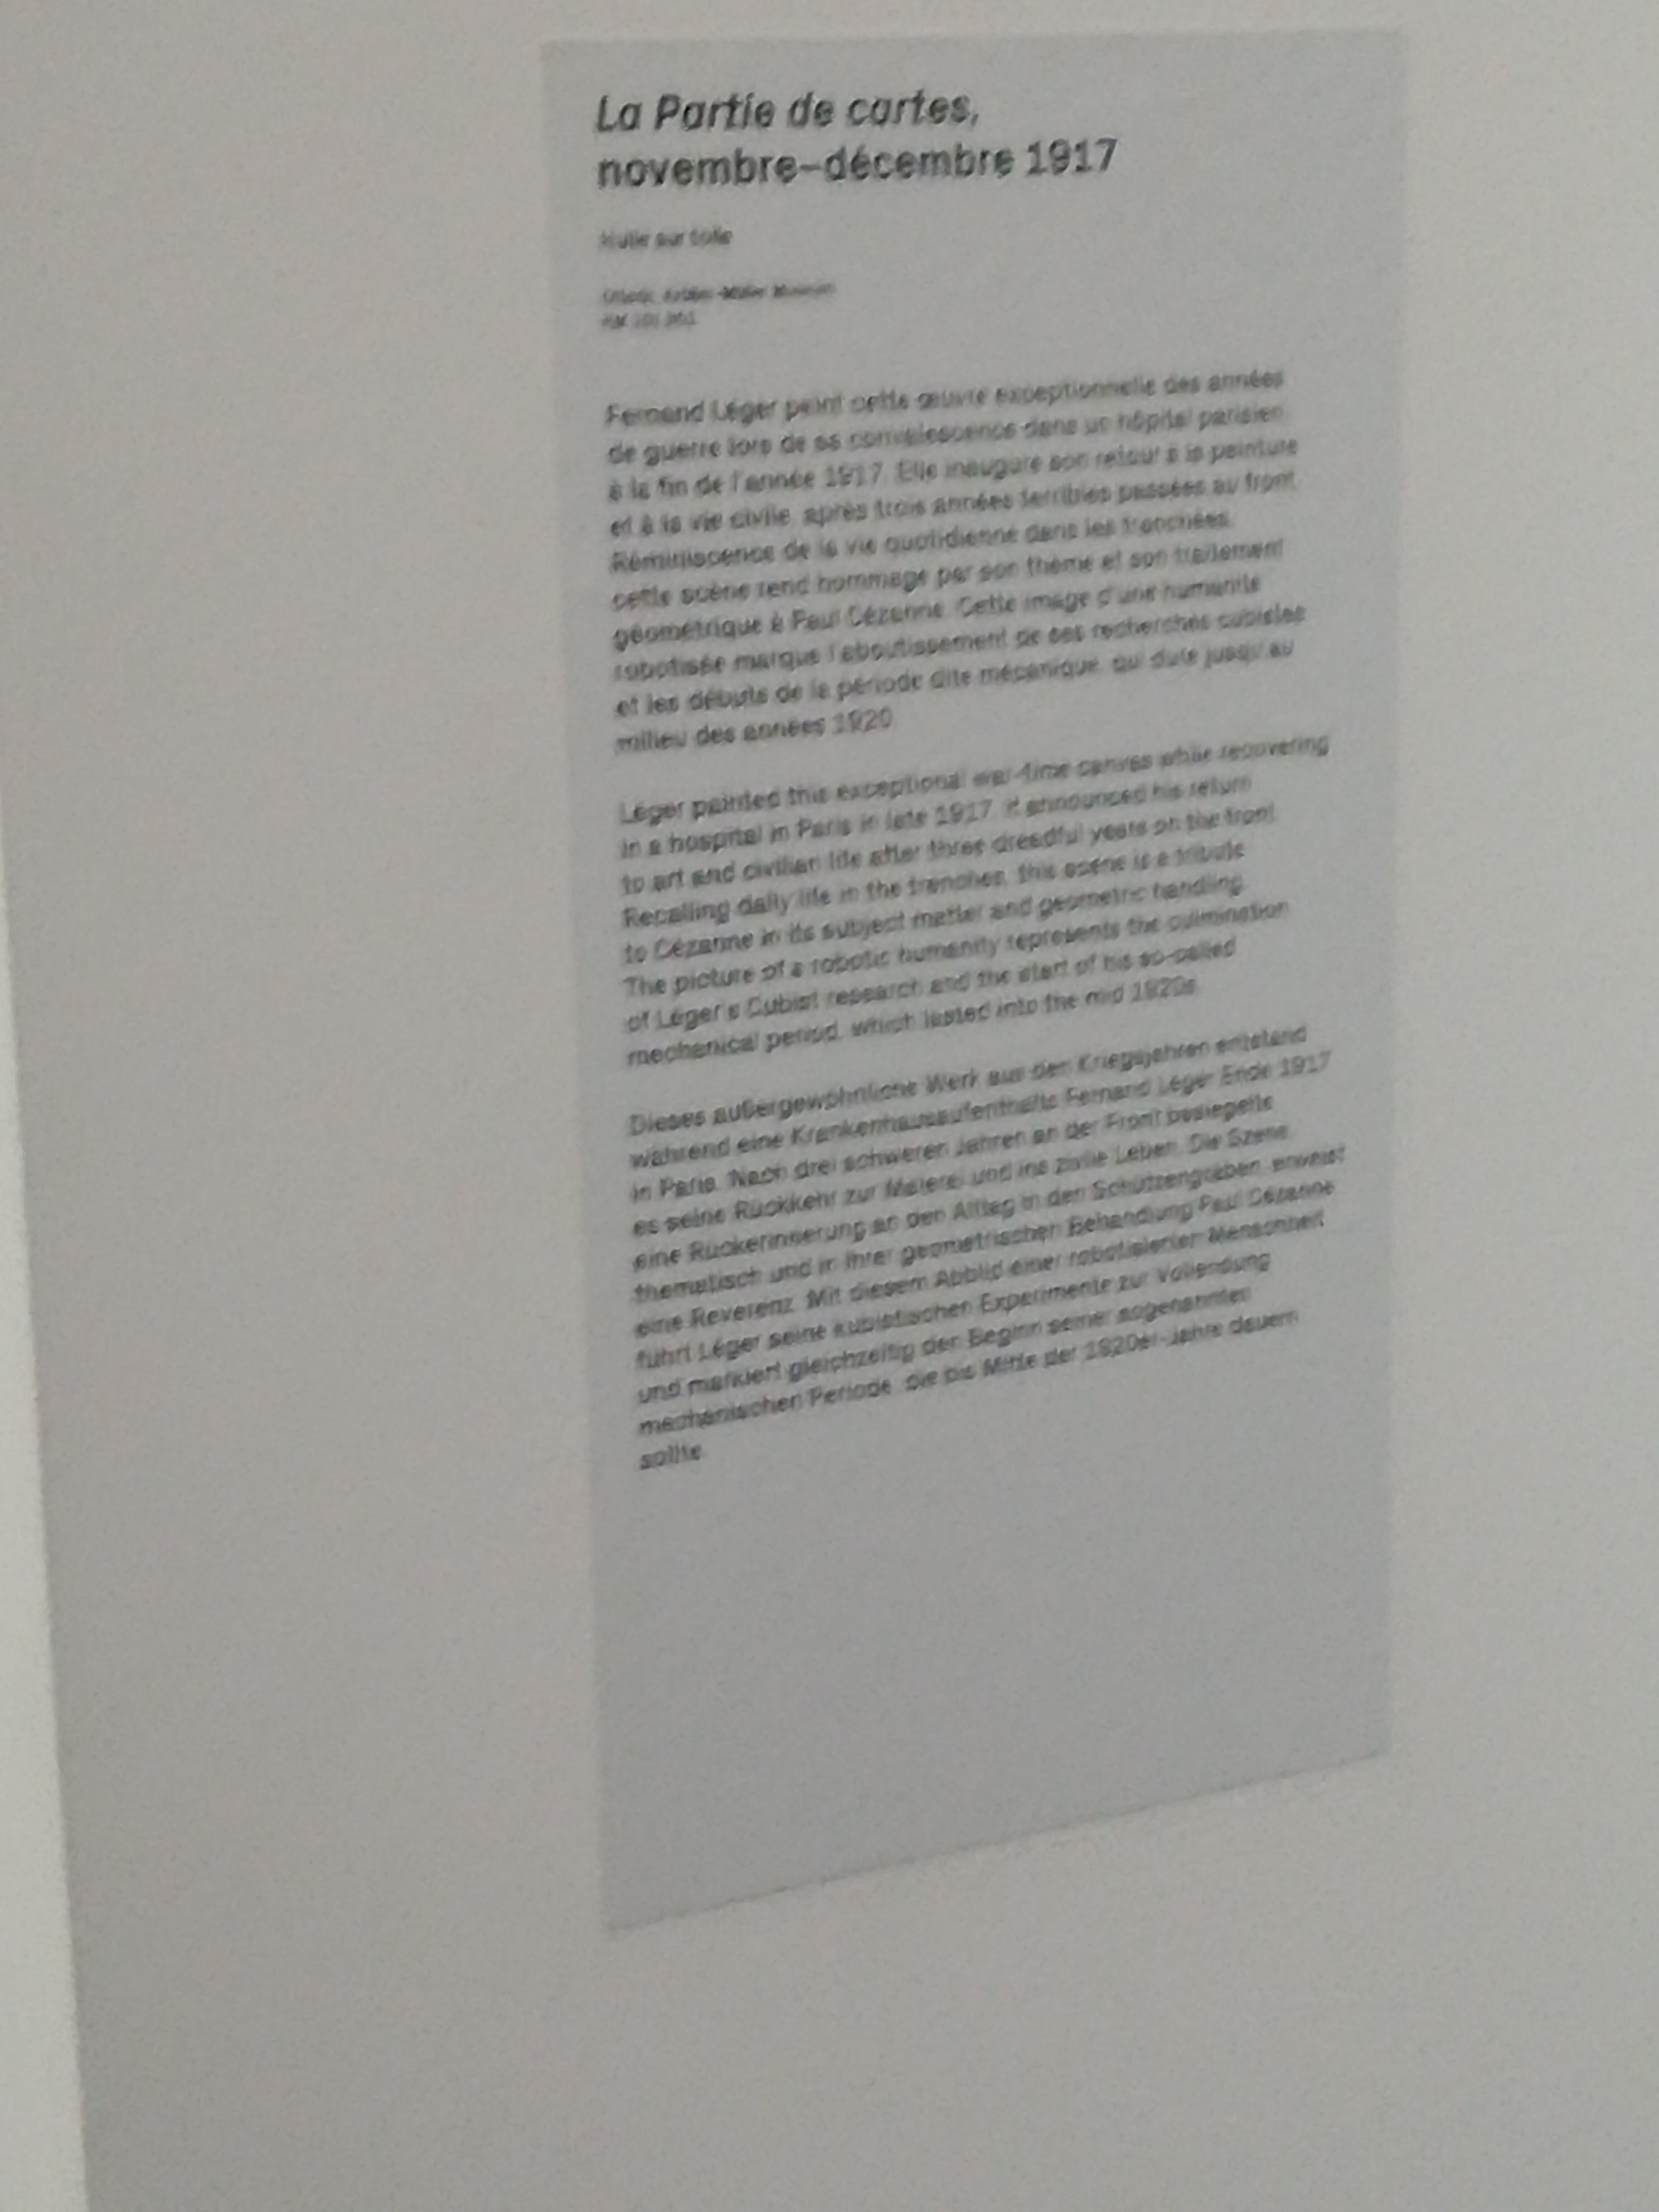 La Partie de cartes,
novembre–décembre 1917
Huile sur toile
Otterlo, Kröller-Müller Museum
Fernand Léger peint cette œuvre exceptionnelle des années
de guerre lors de sa convalescence dans un hôpital parisien
à la fin de l'année 1917. Elle inaugure son retour à la peinture
et à la vie civile, après trois années terribles passées au front.
Réminiscence de la vie quotidienne dans les tranchées,
cette scène rend hommage par son thème et son traitement
géométrique à Paul Cézanne. Cette image d'une humanité
robotisée marque l'aboutissement de ses recherches cubistes
et les débuts de la période dite mécanique, qui dure jusqu'au
milieu des années 1920.
Léger painted this exceptional war-time canvas while recovering
in a hospital in Paris in late 1917. It announced his return
to art and civilian life after three dreadful years on the front.
Recalling daily life in the trenches, this scene is a tribute
to Cézanne in its subject matter and geometric handling.
The picture of a robotic humanity represents the culmination
of Léger's Cubist research and the start of his so-called
mechanical period, which lasted into the mid 1920s.
Dieses außergewöhnliche Werk aus den Kriegsjahren entstand
während eine Krankenhausaufenthalts Fernand Léger Ende 1917
in Paris. Nach drei schweren Jahren an der Front besiegelte
es seine Rückkehr zur Malerei und ins zivile Leben. Die Szene,
eine Rückerinnerung an den Alltag in den Schützengräben, erweist
thematisch und in ihrer geometrischen Behandlung Paul Cézanne
eine Reverenz. Mit diesem Abbild einer robotisierten Menschheit
führt Léger seine kubistischen Experimente zur Vollendung
und markiert gleichzeitig den Beginn seiner sogenannten
mechanischen Periode, die bis Mitte der 1920er-Jahre dauern
sollte.